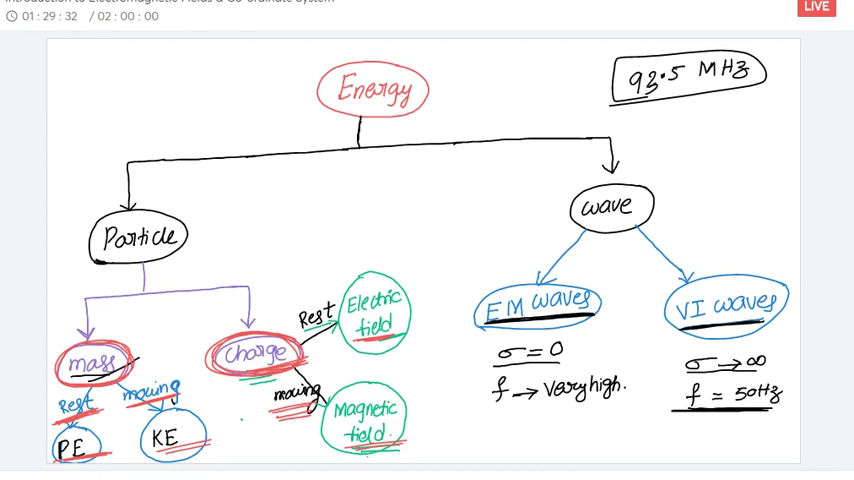 Introduction to Electromagnetic Fields & Co-ordinate System
LIVE
01:29:32 / 02:00:00
93.5 MHz
Energy
Particle
wave
mass
charge
Rest
Electric
field
moving
Magnetic
field.
Rest
moving
PE
KE
EM waves
σ = 0
f → Very high.
VI waves
σ → ∞
f = 50Hz